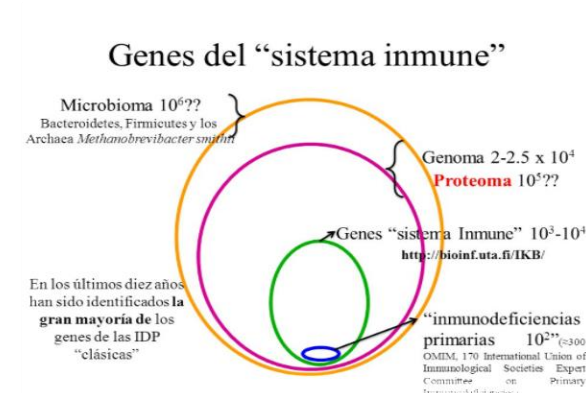 Genes del “sistema inmune”
Microbioma 10⁶??
Bacteroidetes, Firmicutes y los
Archaea Methanobrevibacter smithii
Genoma 2-2.5 x 10⁴
Proteoma 10⁵??
Genes “sistema Inmune” 10³-10⁴
http://bioinf.uta.fi/IKB/
En los últimos diez años
han sido identificados la
gran mayoría de los
genes de las IDP
“clásicas”
“inmunodeficiencias
primarias 10²”(≈300
OMIM, 170 International Union of
Immunological Societies Expert
Committee on Primary